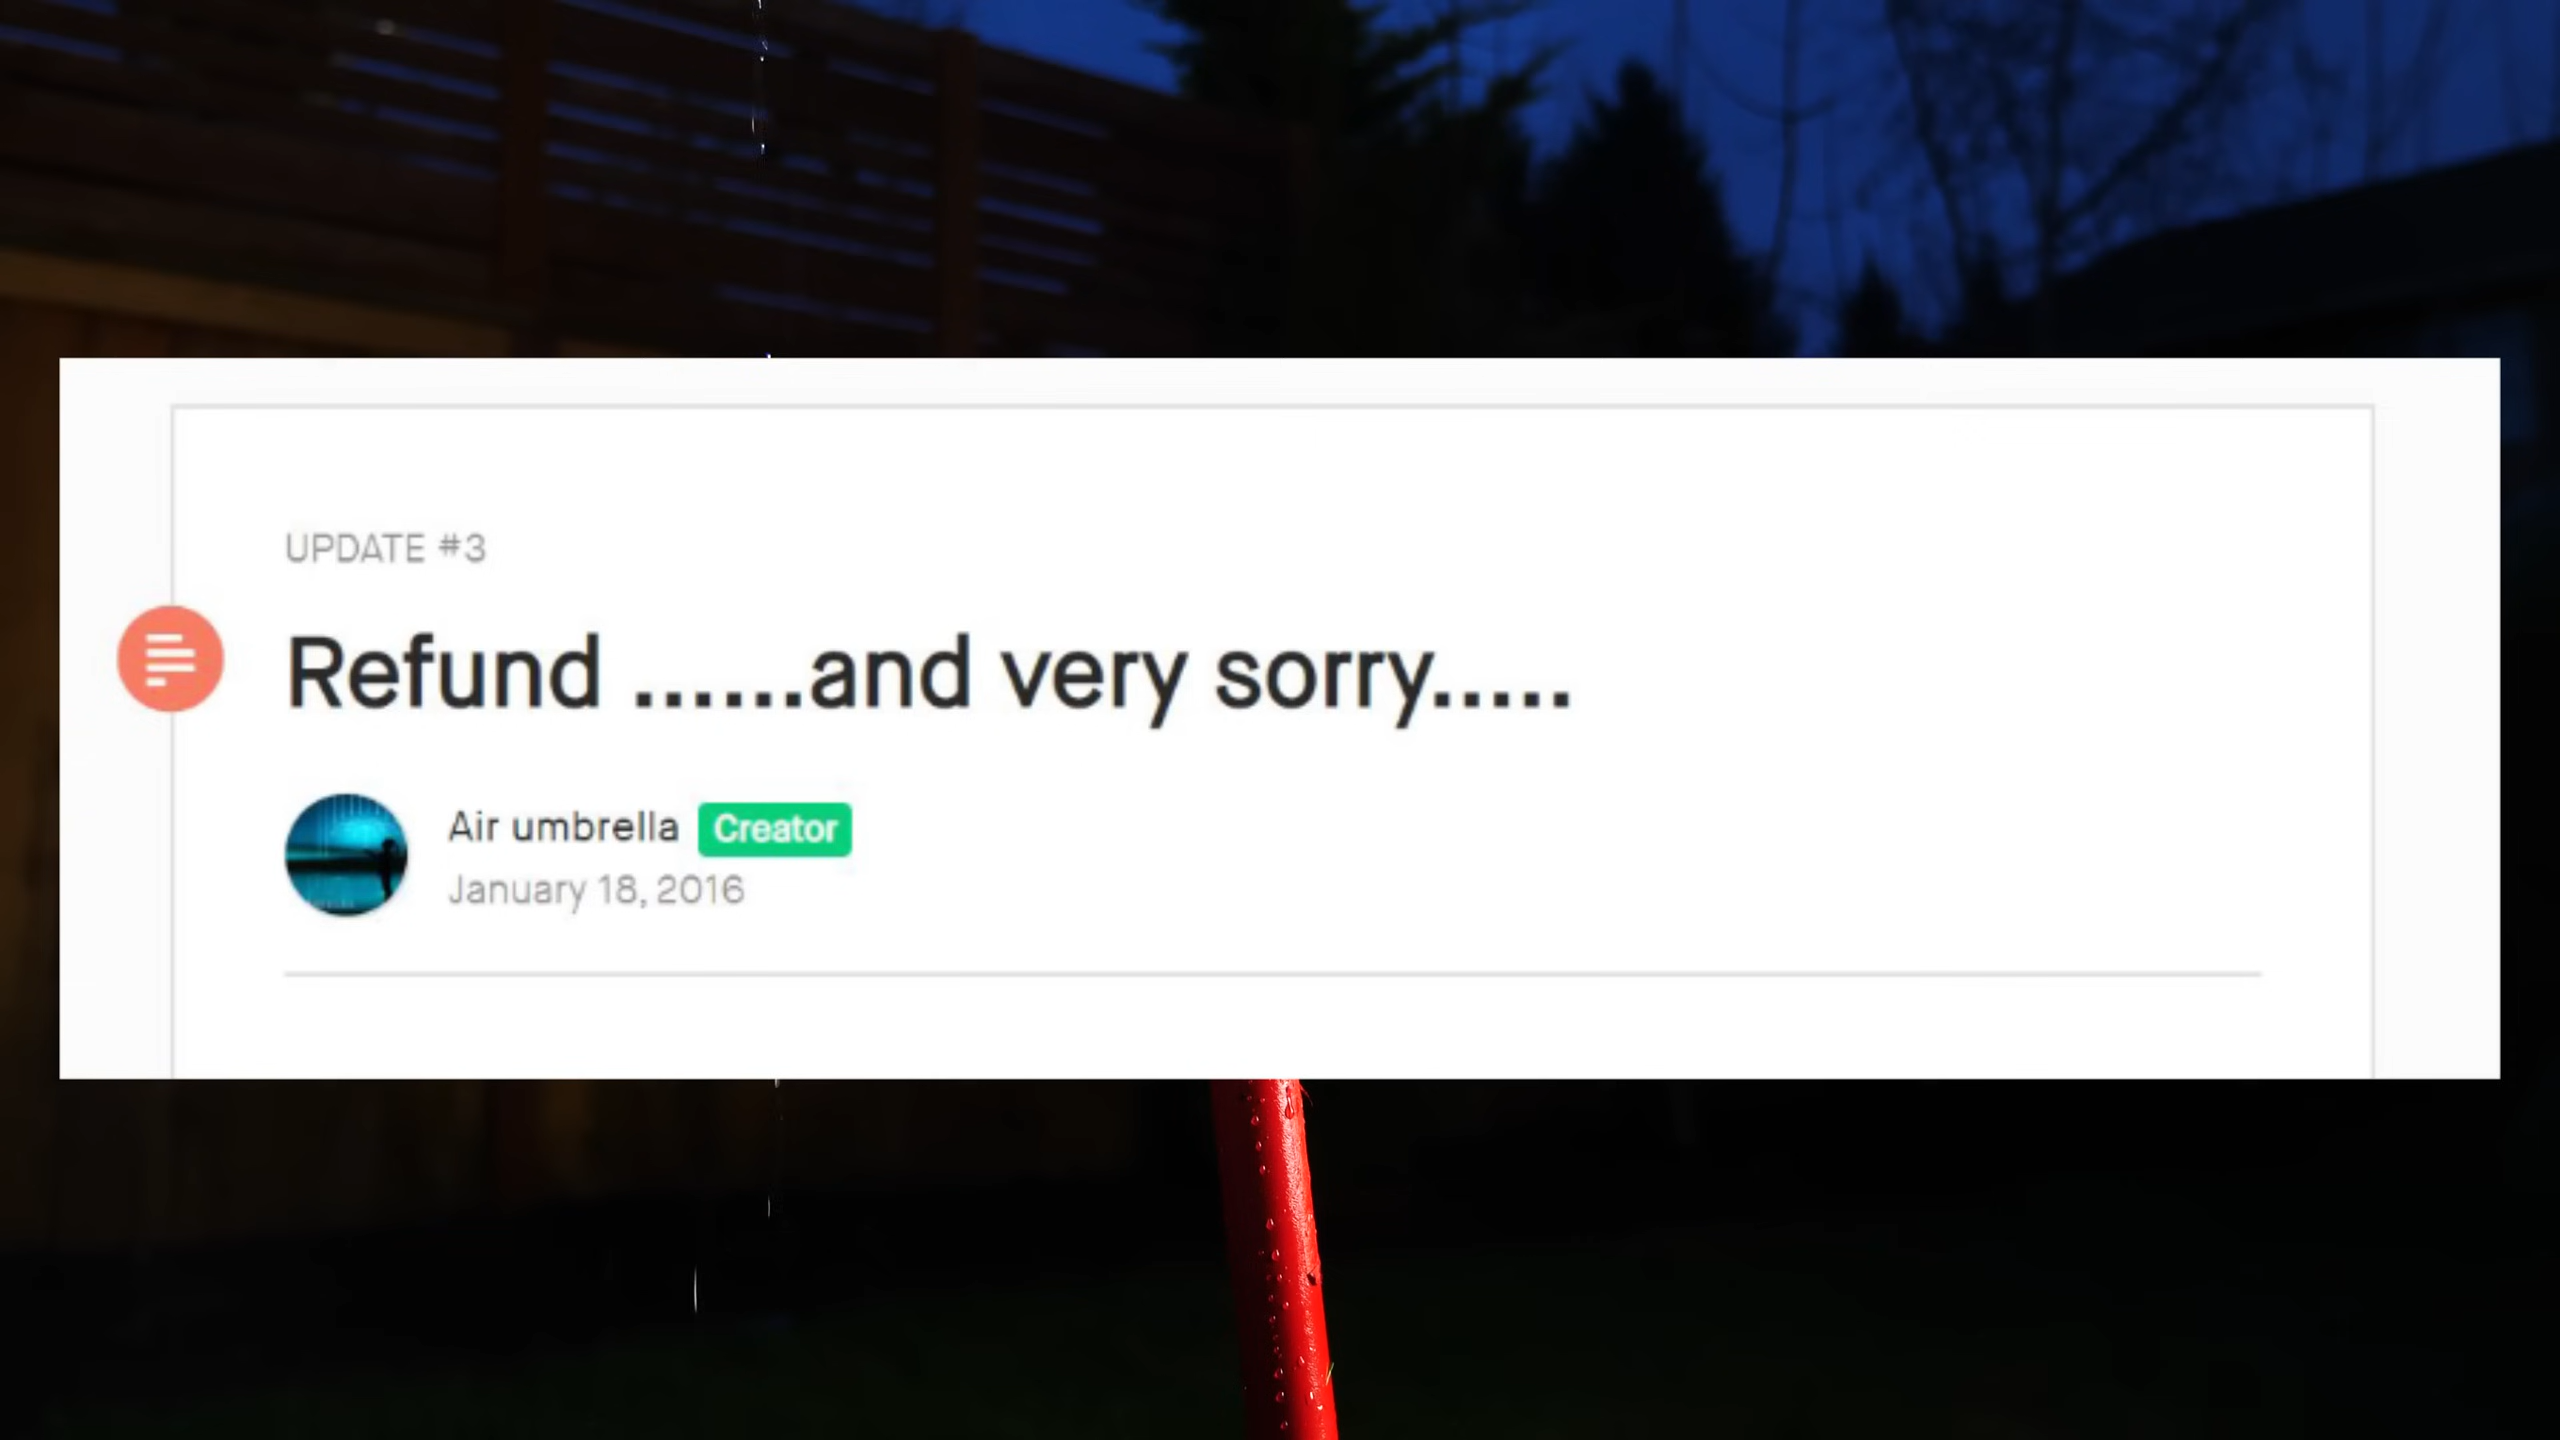 UPDATE #3
Refund ......and very sorry.....
Air umbrella Creator
January 18, 2016